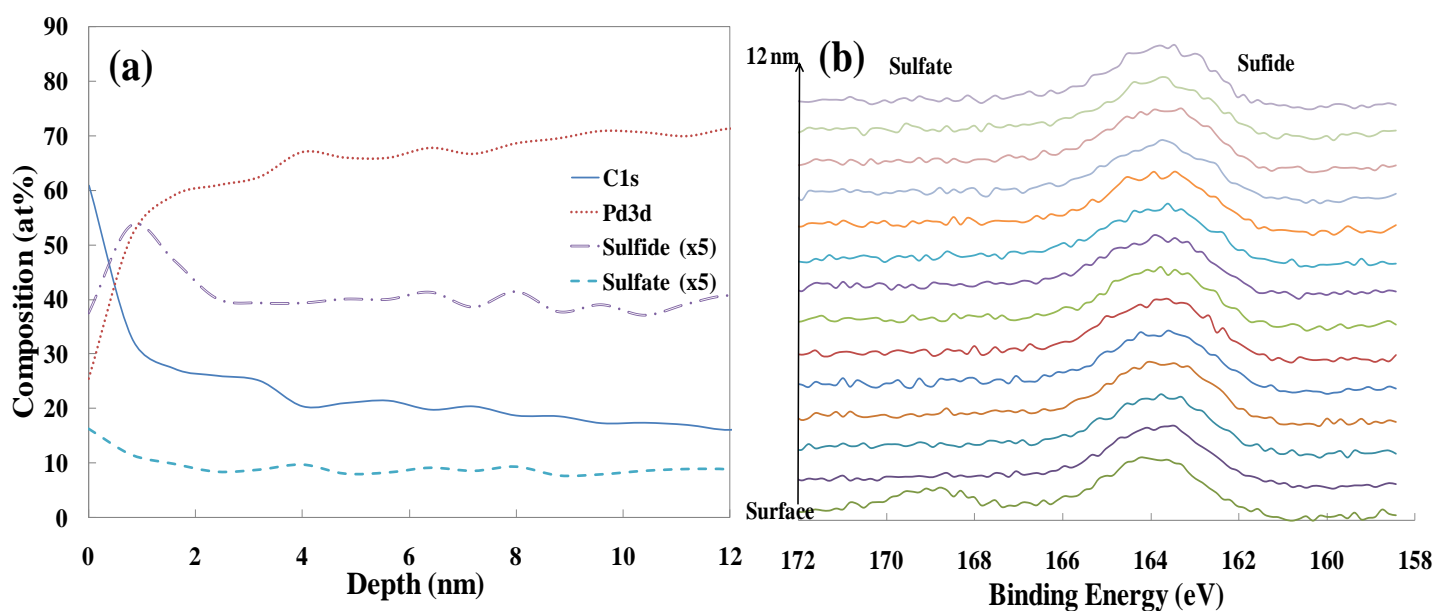 90
80
70
60
50
40
30
20
10
0
Composition (at%)
(a)
C1s
Pd3d
Sulfide (x5)
Sulfate (x5)
0 2 4 6 8 10 12
Depth (nm)
12 nm
(b)
Sulfate
Sufide
Surface
172 170 168 166 164 162 160 158
Binding Energy (eV)